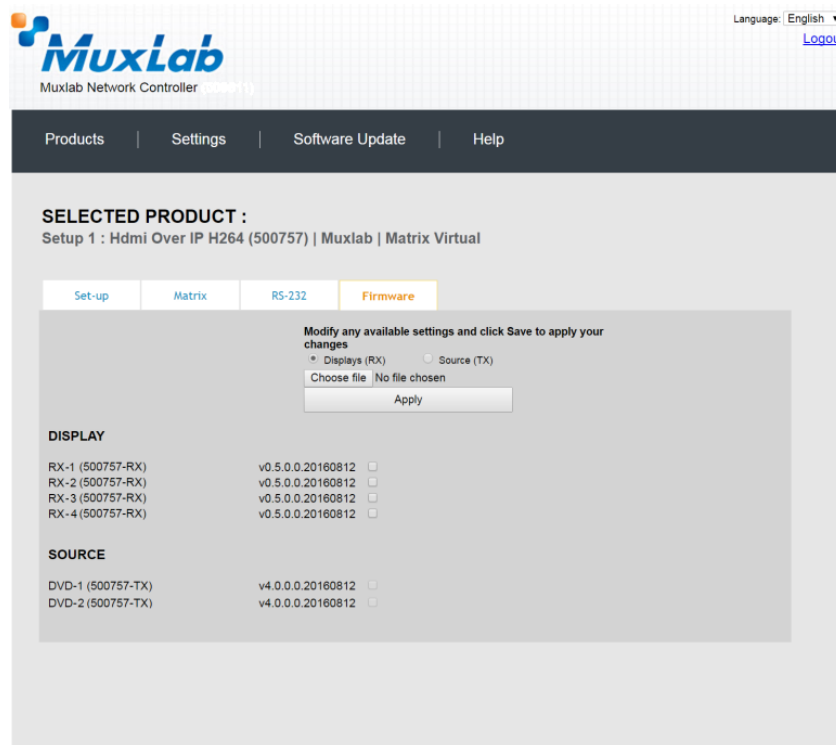 Language: English
Logou
MuxLab
Muxlab Network Controller
Products | Settings | Software Update | Help
SELECTED PRODUCT :
Setup 1 : Hdmi Over IP H264 (500757) | Muxlab | Matrix Virtual
Set-up Matrix RS-232 Firmware
Modify any available settings and click Save to apply your
changes
Displays (RX) Source (TX)
Choose file No file chosen
Apply
DISPLAY
RX-1 (500757-RX) v0.5.0.0.20160812
RX-2 (500757-RX) v0.5.0.0.20160812
RX-3 (500757-RX) v0.5.0.0.20160812
RX-4 (500757-RX) v0.5.0.0.20160812
SOURCE
DVD-1 (500757-TX) v4.0.0.0.20160812
DVD-2 (500757-TX) v4.0.0.0.20160812